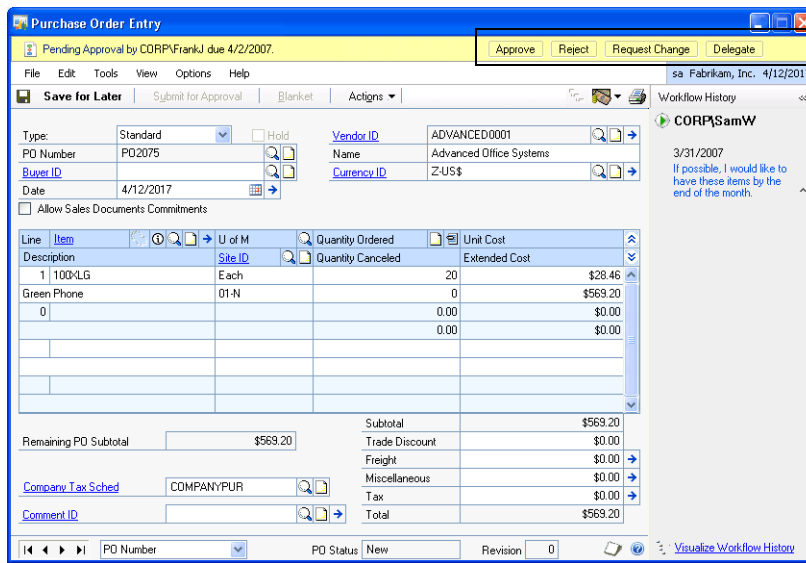 Purchase Order Entry
Pending Approval by CORP\FrankJ due 4/2/2007. Approve Reject Request Change Delegate
File Edit Tools View Options Help sa Fabrikam, Inc. 4/12/201
Save for Later Submit for Approval Blanket Actions Workflow History
CORP\SamW
3/31/2007
If possible, I would like to
have these items by the
end of the month.
Type: Standard Hold Vendor ID ADVANCED0001
PO Number PO2075 Name Advanced Office Systems
Buyer ID Currency ID Z-US$
Date 4/12/2017
Allow Sales Documents Commitments
Line Item U of M Quantity Ordered Unit Cost
Description Site ID Quantity Canceled Extended Cost
1 100XLG Each 20 $28.46
Green Phone 01-N 0 $569.20
0 0.00 $0.00
0.00 $0.00
Subtotal $569.20
Remaining PO Subtotal $569.20 Trade Discount $0.00
Freight $0.00
Miscellaneous $0.00
Company Tax Sched COMPANYPUR Tax $0.00
Comment ID Total $569.20
PO Number PO Status New Revision 0 Visualize Workflow History